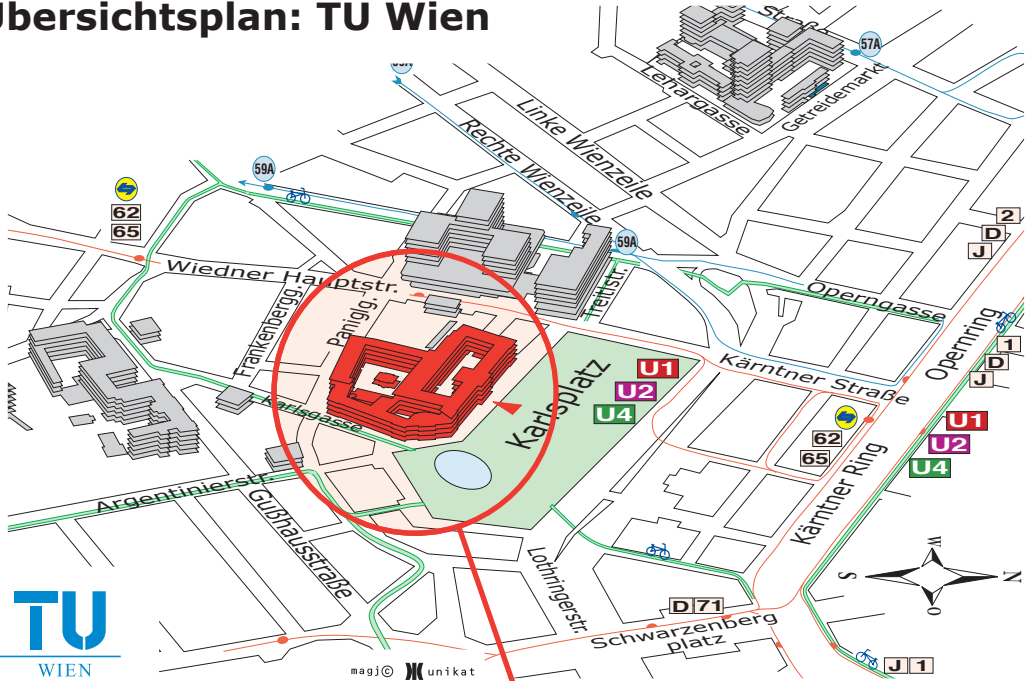 Übersichtsplan: TU Wien
Straße
57A
Lehárgasse
Getreidemarkt
Linke Wienzeile
Rechte Wienzeile
59A
59A
62
65
2
D
J
Wiedner Hauptstr.
Frankenbergg.
Paniglg.
Treitlstr.
Operngasse
Opernring
1
D
J
Karlsplatz
U1
U2
U4
Kärntner Straße
62
65
U1
U2
U4
Karlsgasse
Kärntner Ring
Argentinierstr.
Gußhausstraße
Lothringerstr.
W
S
N
O
D 71
Schwarzenberg
platz
J 1
TU
WIEN
magj© unikat